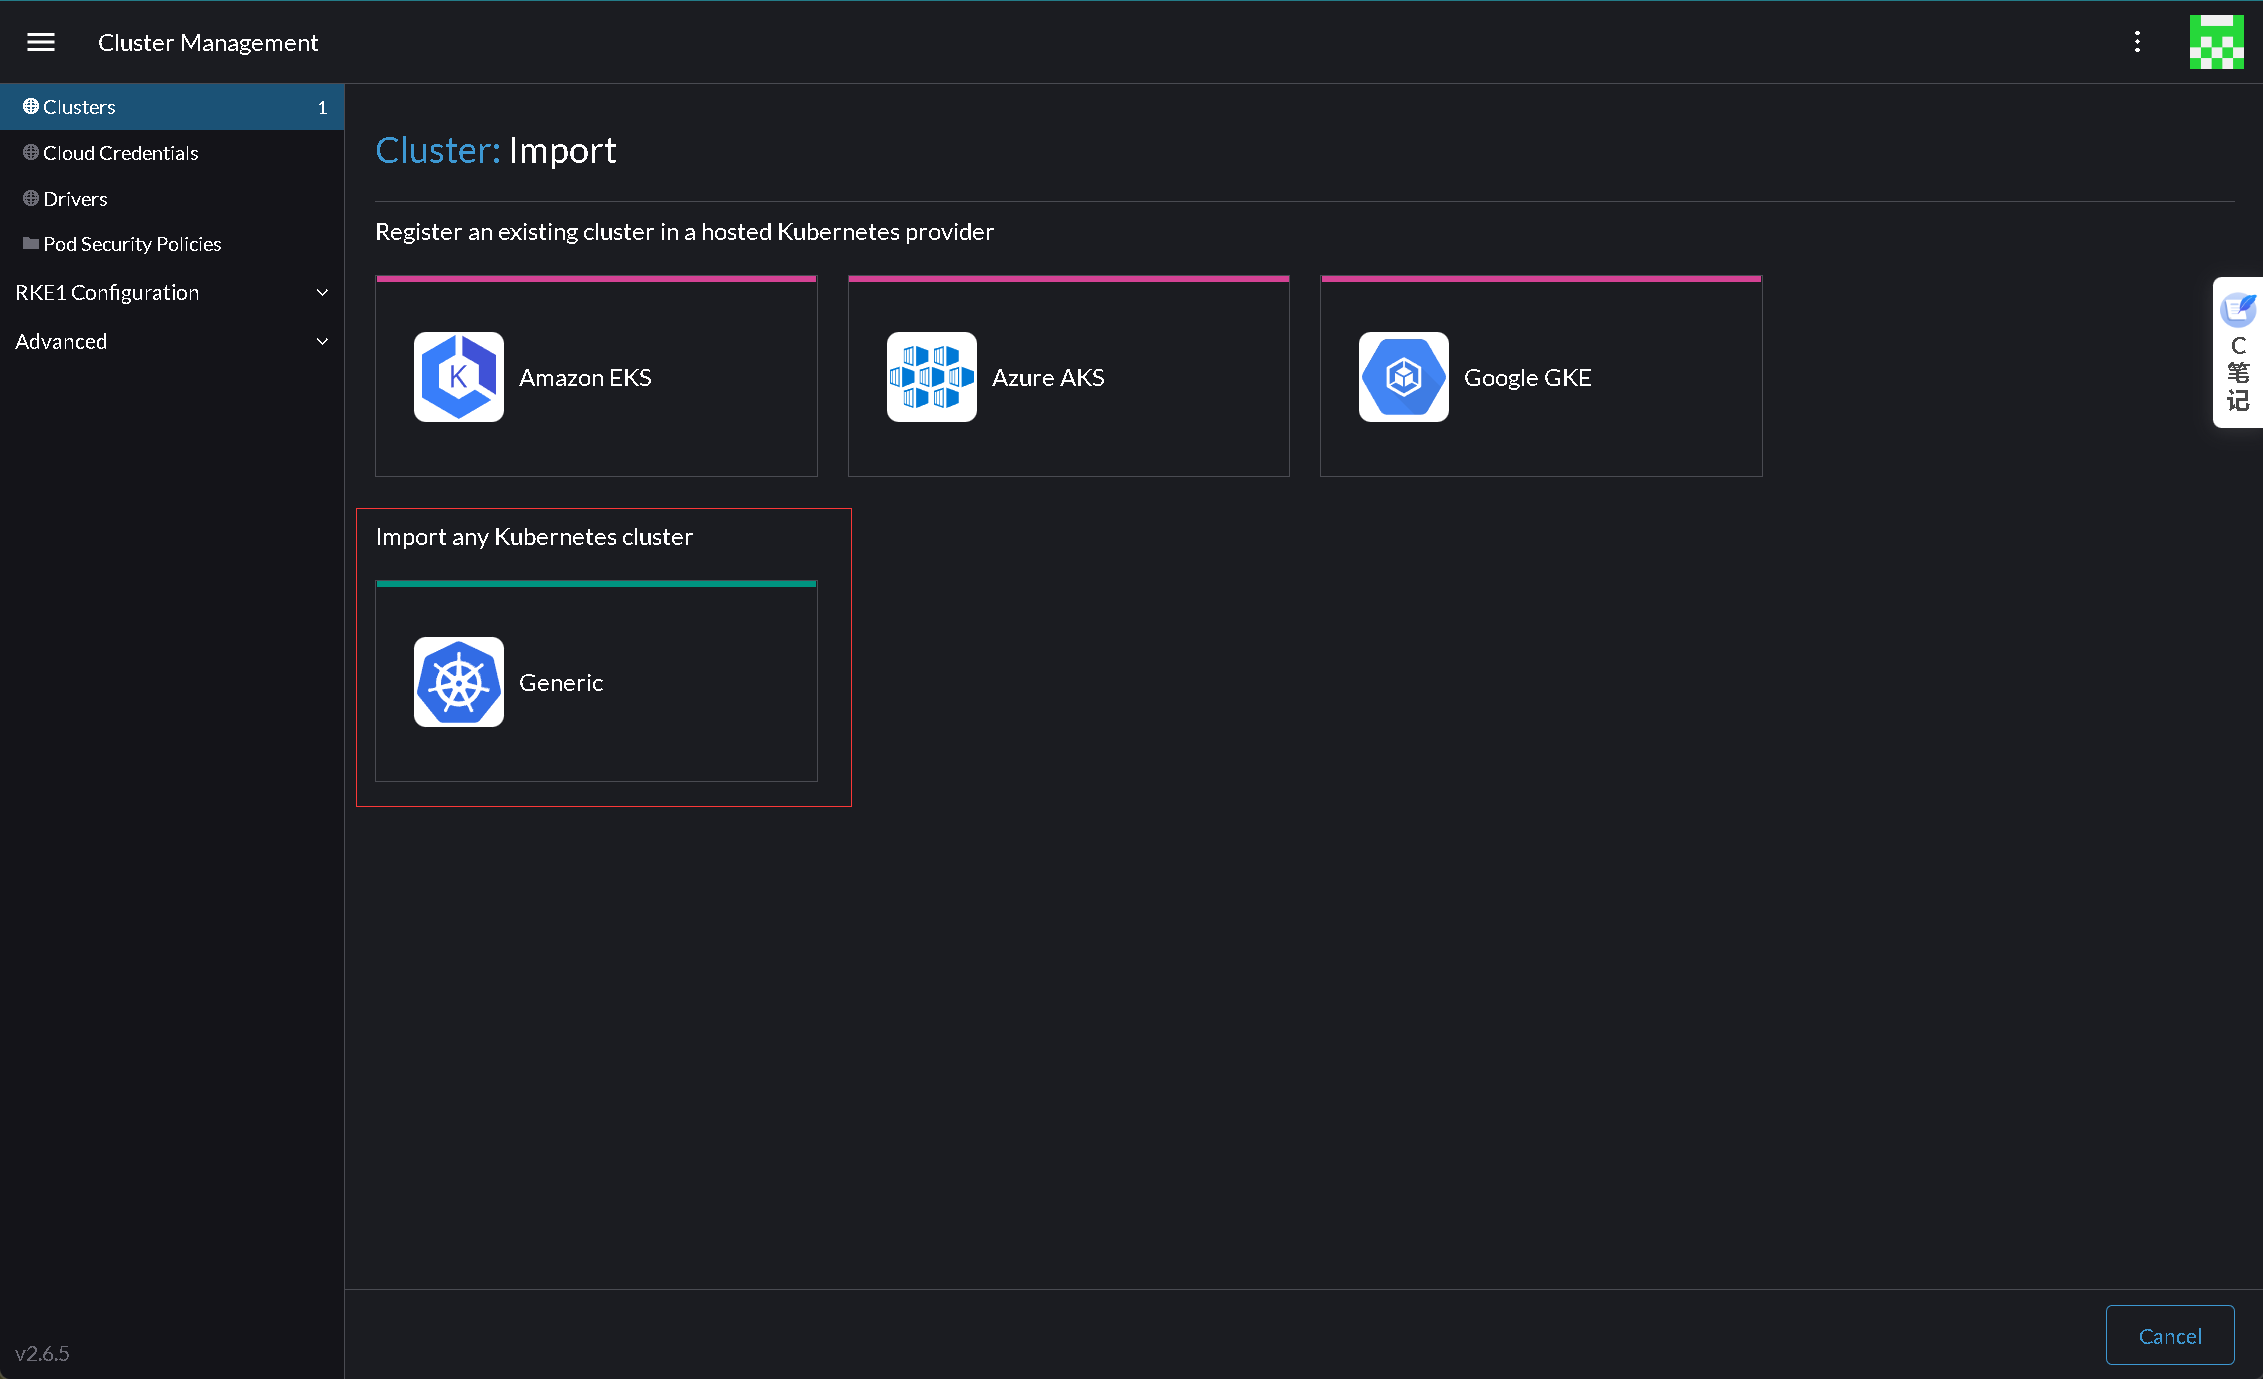 Cluster Management
Clusters 1
Cloud Credentials
Drivers
Pod Security Policies
RKE1 Configuration
Advanced
v2.6.5
Cluster: Import
Register an existing cluster in a hosted Kubernetes provider
K
Amazon EKS
Azure AKS
Google GKE
Import any Kubernetes cluster
Generic
C
笔
记
Cancel